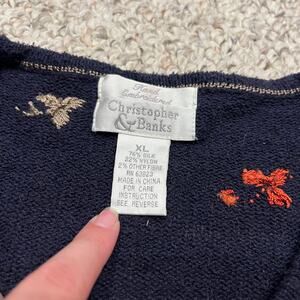 Hand
Embroidered
Christopher
& Banks
XL
76% SILK
22% NYLON
2% OTHER FIBRE
RN 63923
MADE IN CHINA
FOR CARE
INSTRUCTION
SEE REVERSE